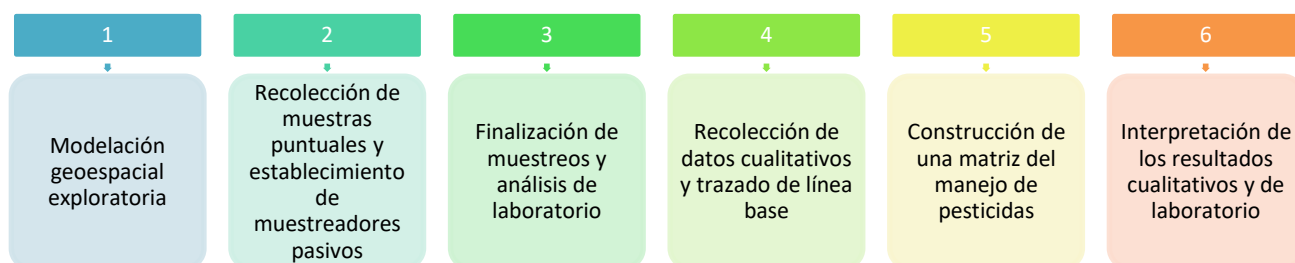 1
Modelación
geoespacial
exploratoria
2
Recolección de
muestras
puntuales y
establecimiento
de
muestreadores
pasivos
3
Finalización de
muestreos y
análisis de
laboratorio
4
Recolección de
datos cualitativos
y trazado de línea
base
5
Construcción de
una matriz del
manejo de
pesticidas
6
Interpretación de
los resultados
cualitativos y de
laboratorio